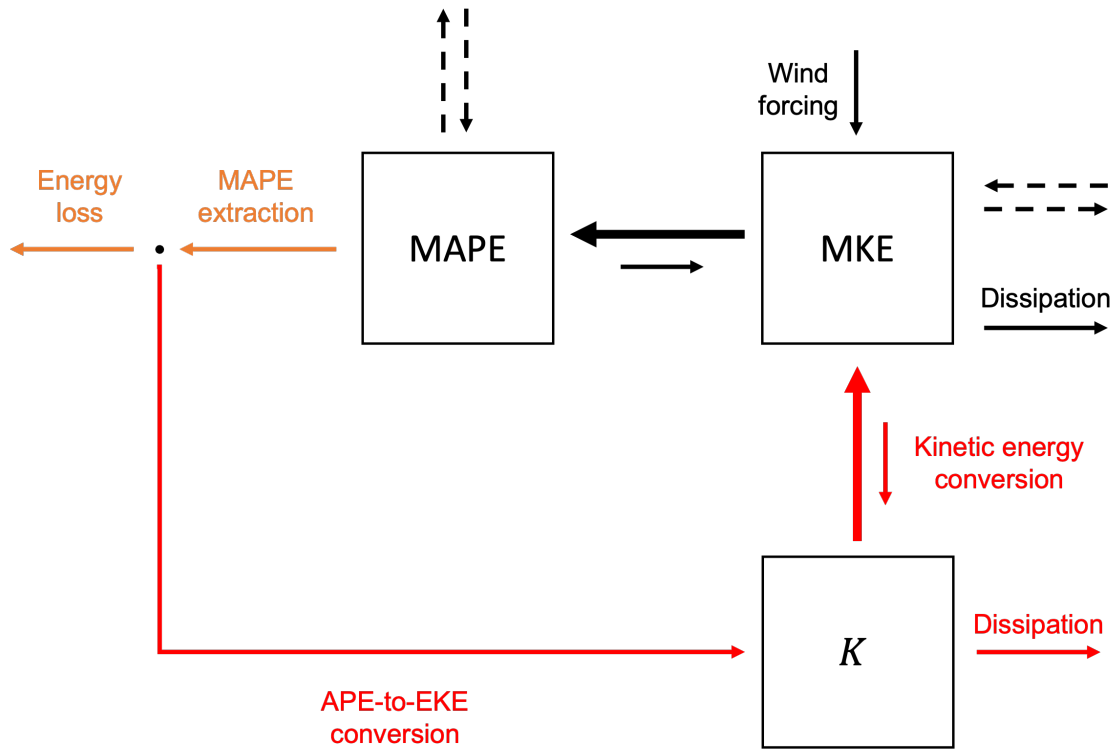 Wind
forcing
Energy
loss
MAPE
extraction
MAPE
MKE
Dissipation
Kinetic energy
conversion
K
Dissipation
APE-to-EKE
conversion